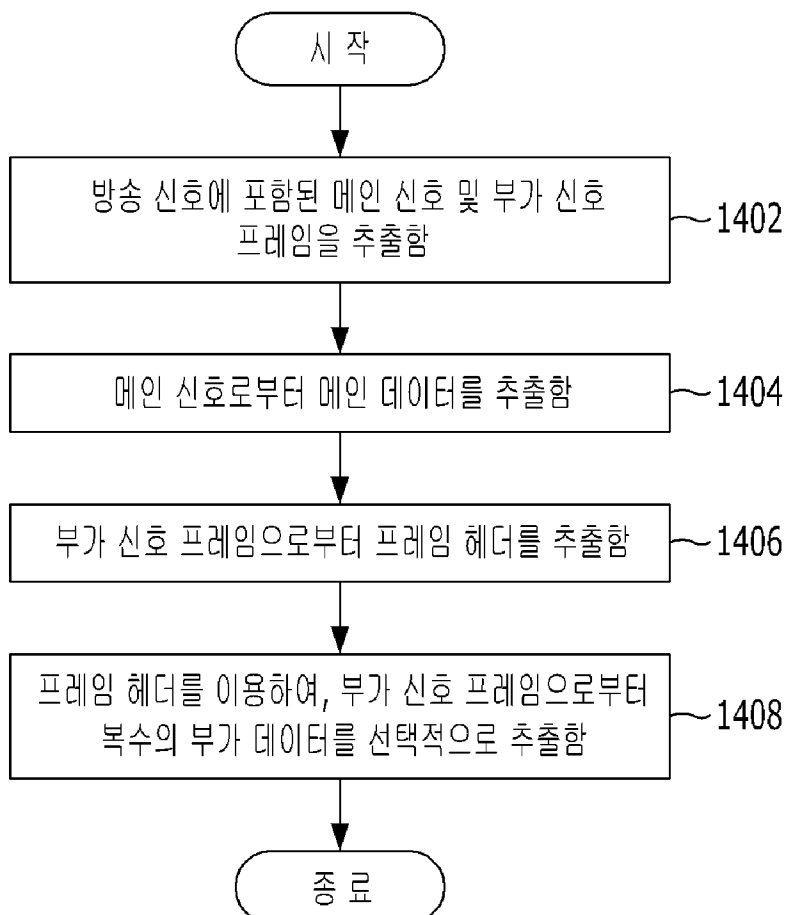 시 작
방송 신호에 포함된 메인 신호 및 부가 신호
프레임을 추출함
1402
메인 신호로부터 메인 데이터를 추출함
1404
부가 신호 프레임으로부터 프레임 헤더를 추출함
1406
프레임 헤더를 이용하여, 부가 신호 프레임으로부터
복수의 부가 데이터를 선택적으로 추출함
1408
종 료